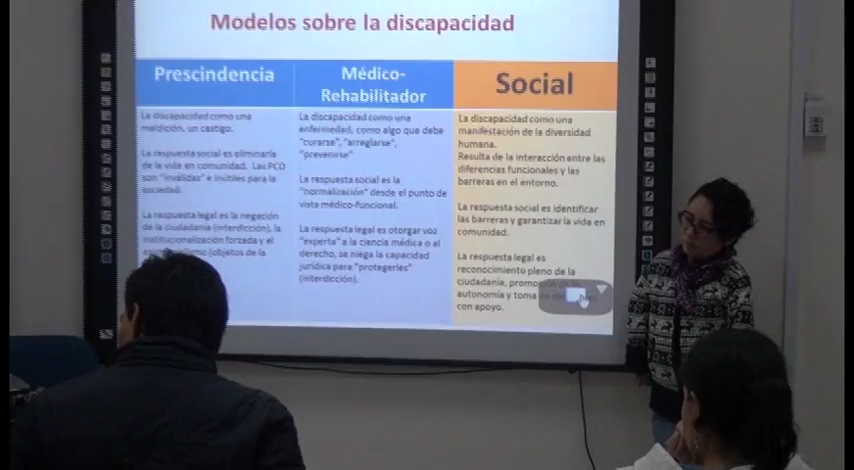 Modelos sobre la discapacidad
Prescindencia
La discapacidad como una
maldición, un castigo.
La respuesta social es eliminarla
de la vida en comunidad. Las PCD
son "inválidas" e inútiles para la
sociedad.
La respuesta legal es la negación
de la ciudadanía (interdicción), la
institucionalización forzada y el
(objetos de la
Médico-
Rehabilitador
La discapacidad como una
enfermedad, como algo que debe
"curarse", "arreglarse",
"prevenirse"
La respuesta social es la
"normalización" desde el punto de
vista médico-funcional.
La respuesta legal es otorgar voz
"experta" a la ciencia médica o al
derecho, se niega la capacidad
jurídica para "protegerles"
(interdicción).
Social
La discapacidad como una
manifestación de la diversidad
humana.
Resulta de la interacción entre las
diferencias funcionales y las
barreras en el entorno.
La respuesta social es identificar
las barreras y garantizar la vida en
comunidad.
La respuesta legal es
reconocimiento pleno de la
ciudadanía, promoción de la
autonomía y toma de
con apoyo.